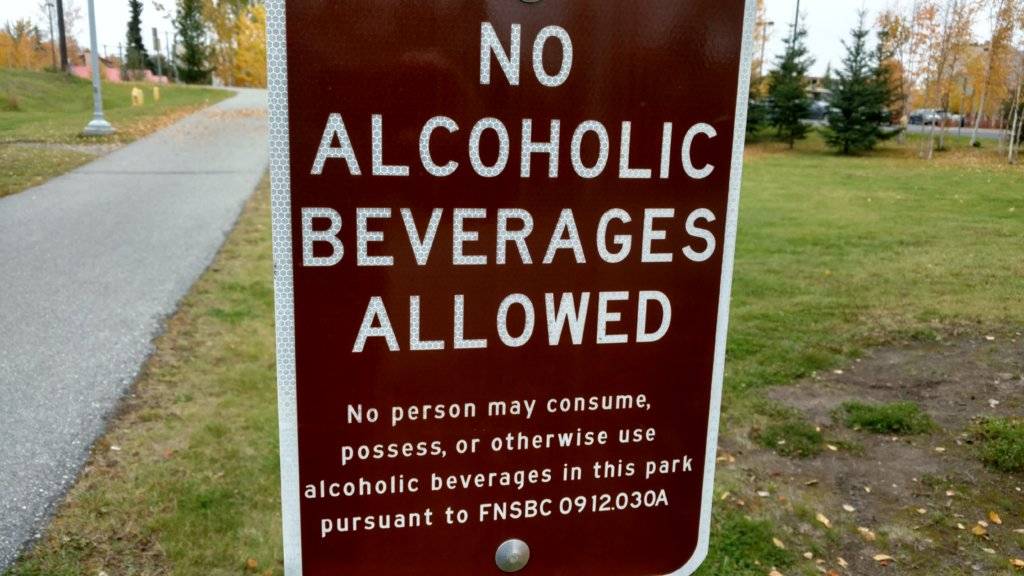 NO
ALCOHOLIC
BEVERAGES
ALLOWED
No person may consume,
possess, or otherwise use
alcoholic beverages in this park
pursuant to FNSBC 0912.030A